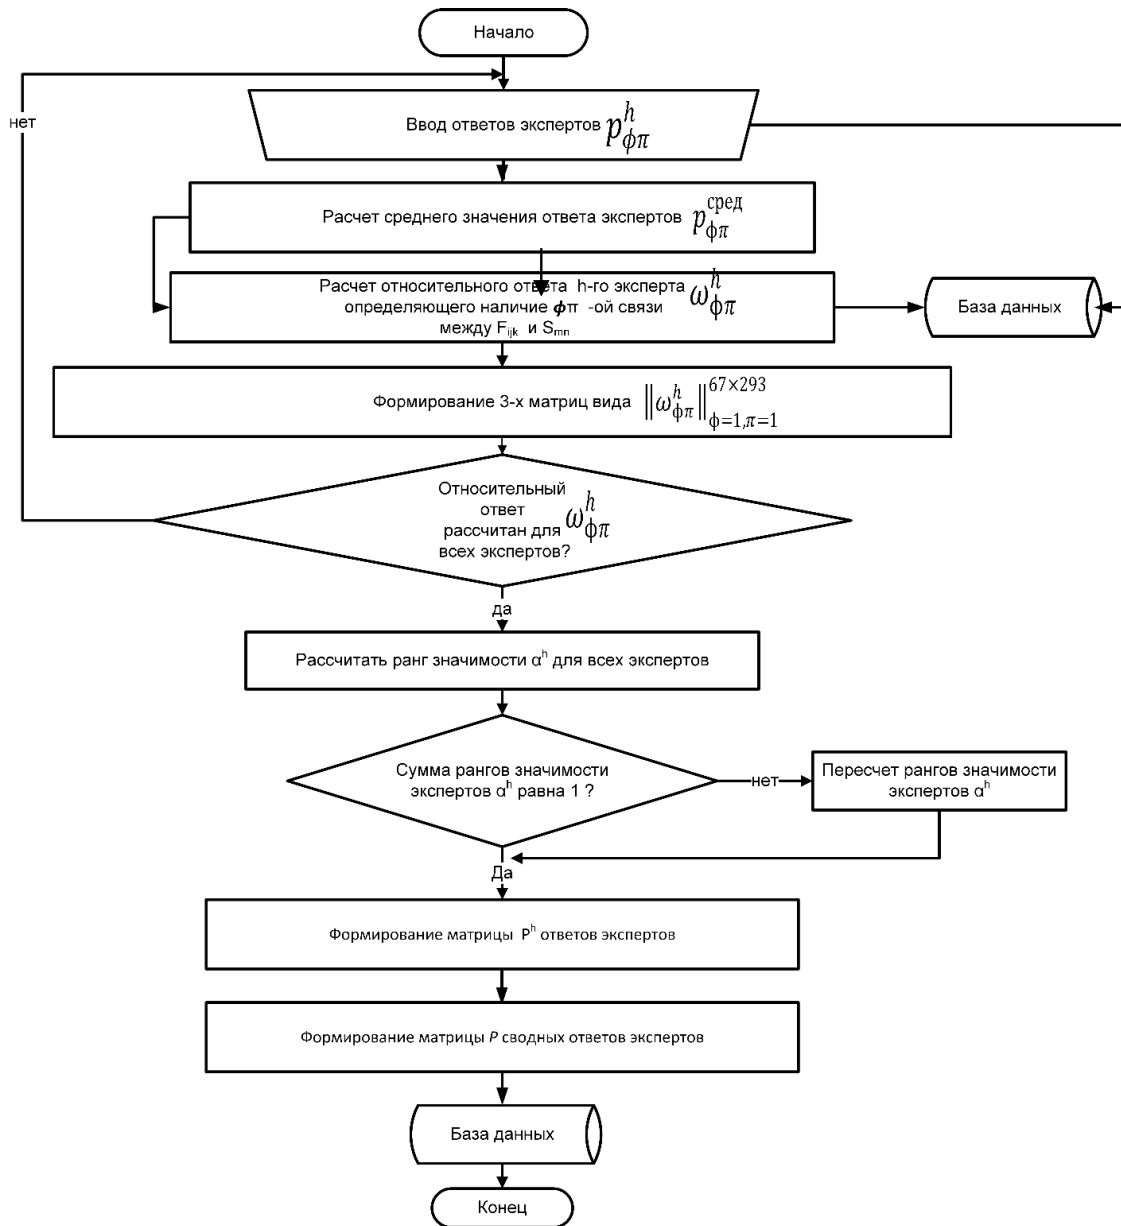 Начало
нет
Ввод ответов экспертов p^h_ϕπ
Расчет среднего значения ответа экспертов p^сред_ϕπ
Расчет относительного ответа h-го эксперта ω^h_ϕπ
определяющего наличие ϕπ -ой связи
между F_ijk и S_mn
База данных
Формирование 3-х матриц вида ‖ω^h_ϕπ‖^67×293_ϕ=1,π=1
Относительный
ответ
рассчитан для ω^h_ϕπ
всех экспертов?
да
Рассчитать ранг значимости α^h для всех экспертов
Сумма рангов значимости
экспертов α^h равна 1 ?
нет
Пересчет рангов значимости
экспертов α^h
Да
Формирование матрицы P^h ответов экспертов
Формирование матрицы P сводных ответов экспертов
База данных
Конец